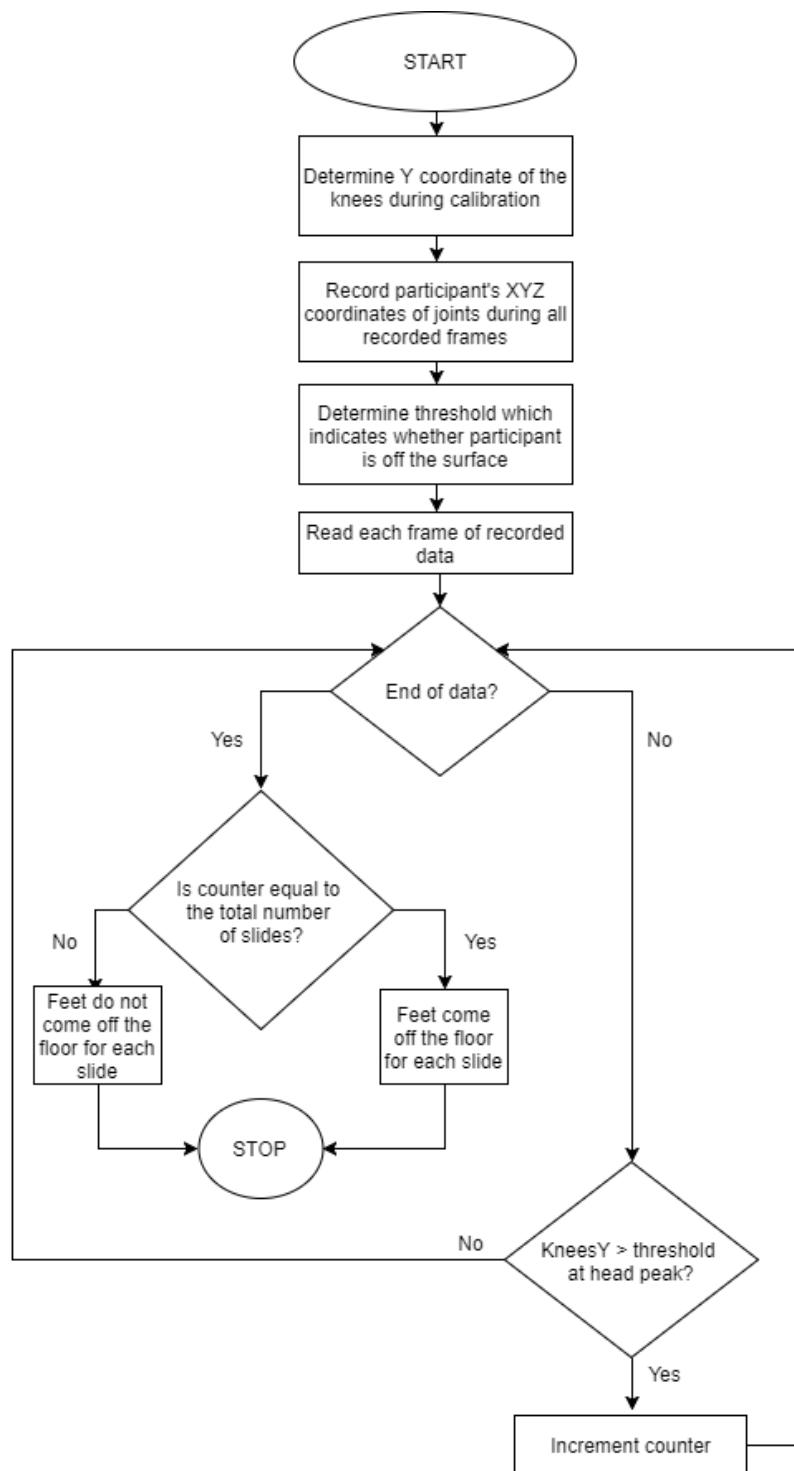 START
Determine Y coordinate of the
knees during calibration
Record participant's XYZ
coordinates of joints during all
recorded frames
Determine threshold which
indicates whether participant
is off the surface
Read each frame of recorded
data
End of data?
Yes
No
Is counter equal to
the total number
of slides?
No
Yes
Feet do not
come off the
floor for each
slide
Feet come
off the floor
for each slide
STOP
No
KneesY > threshold
at head peak?
Yes
Increment counter